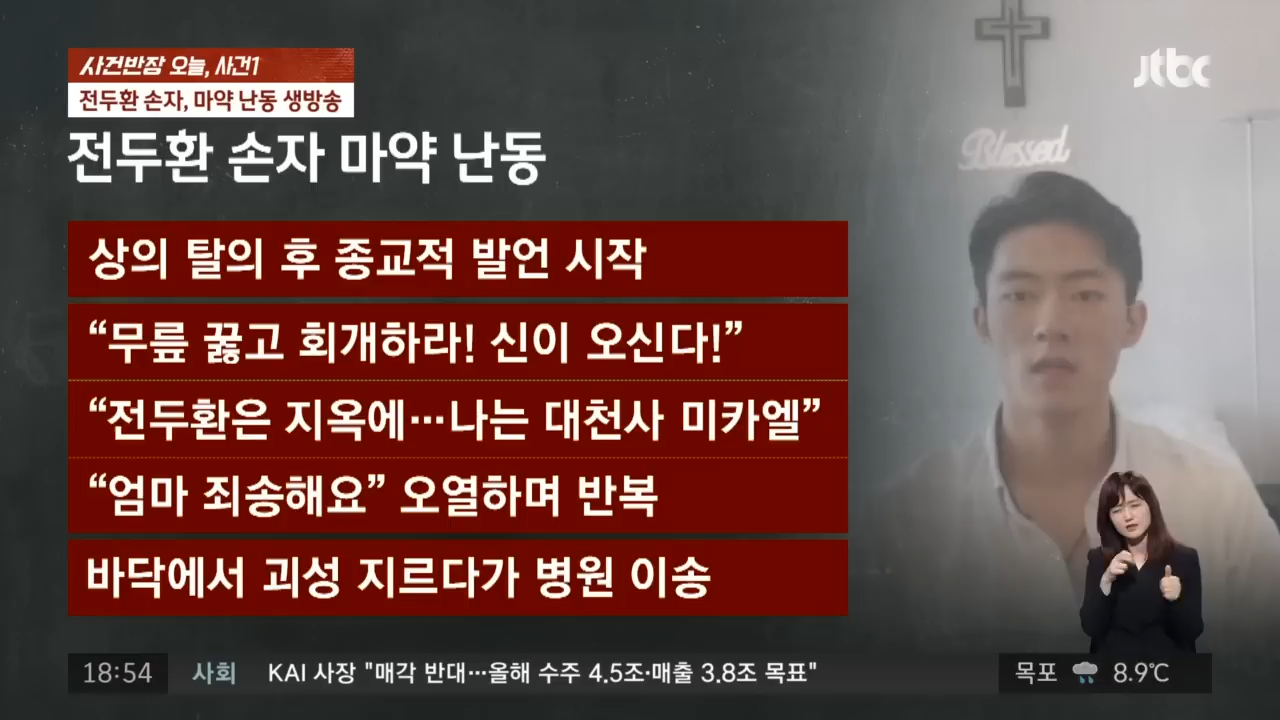 사건반장 오늘, 사건1
전두환 손자, 마약 난동 생방송
jtbc
전두환 손자 마약 난동
Blessed
상의 탈의 후 종교적 발언 시작
“무릎 꿇고 회개하라! 신이 오신다!”
“전두환은 지옥에…나는 대천사 미카엘”
“엄마 죄송해요” 오열하며 반복
바닥에서 괴성 지르다가 병원 이송
18:54 사회 KAI 사장 "매각 반대…올해 수주 4.5조·매출 3.8조 목표" 목포 8.9℃